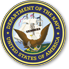 DEPARTMENT OF THE NAVY
UNITED STATES OF AMERICA